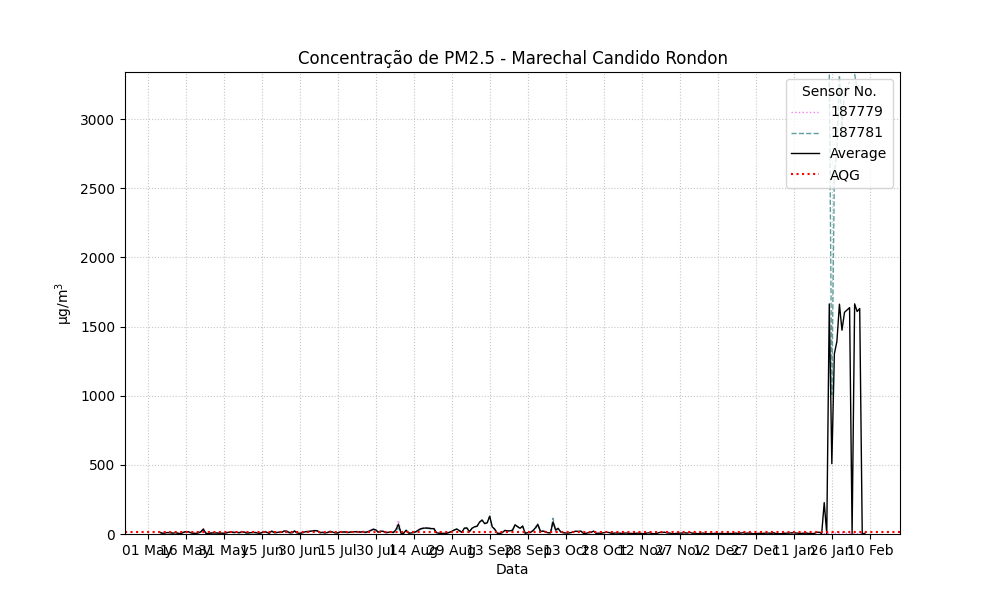 Concentração de PM2.5 - Marechal Candido Rondon
Sensor No.
187779
187781
Average
AQG
3000
2500
2000
1500
1000
500
0
µg/m³
01 May 16 May 31 May 15 Jun 30 Jun 15 Jul 30 Jul 14 Aug 29 Aug 13 Sep 28 Sep 13 Oct 28 Oct 12 Nov 27 Nov 12 Dec 27 Dec 11 Jan 26 Jan 10 Feb
Data